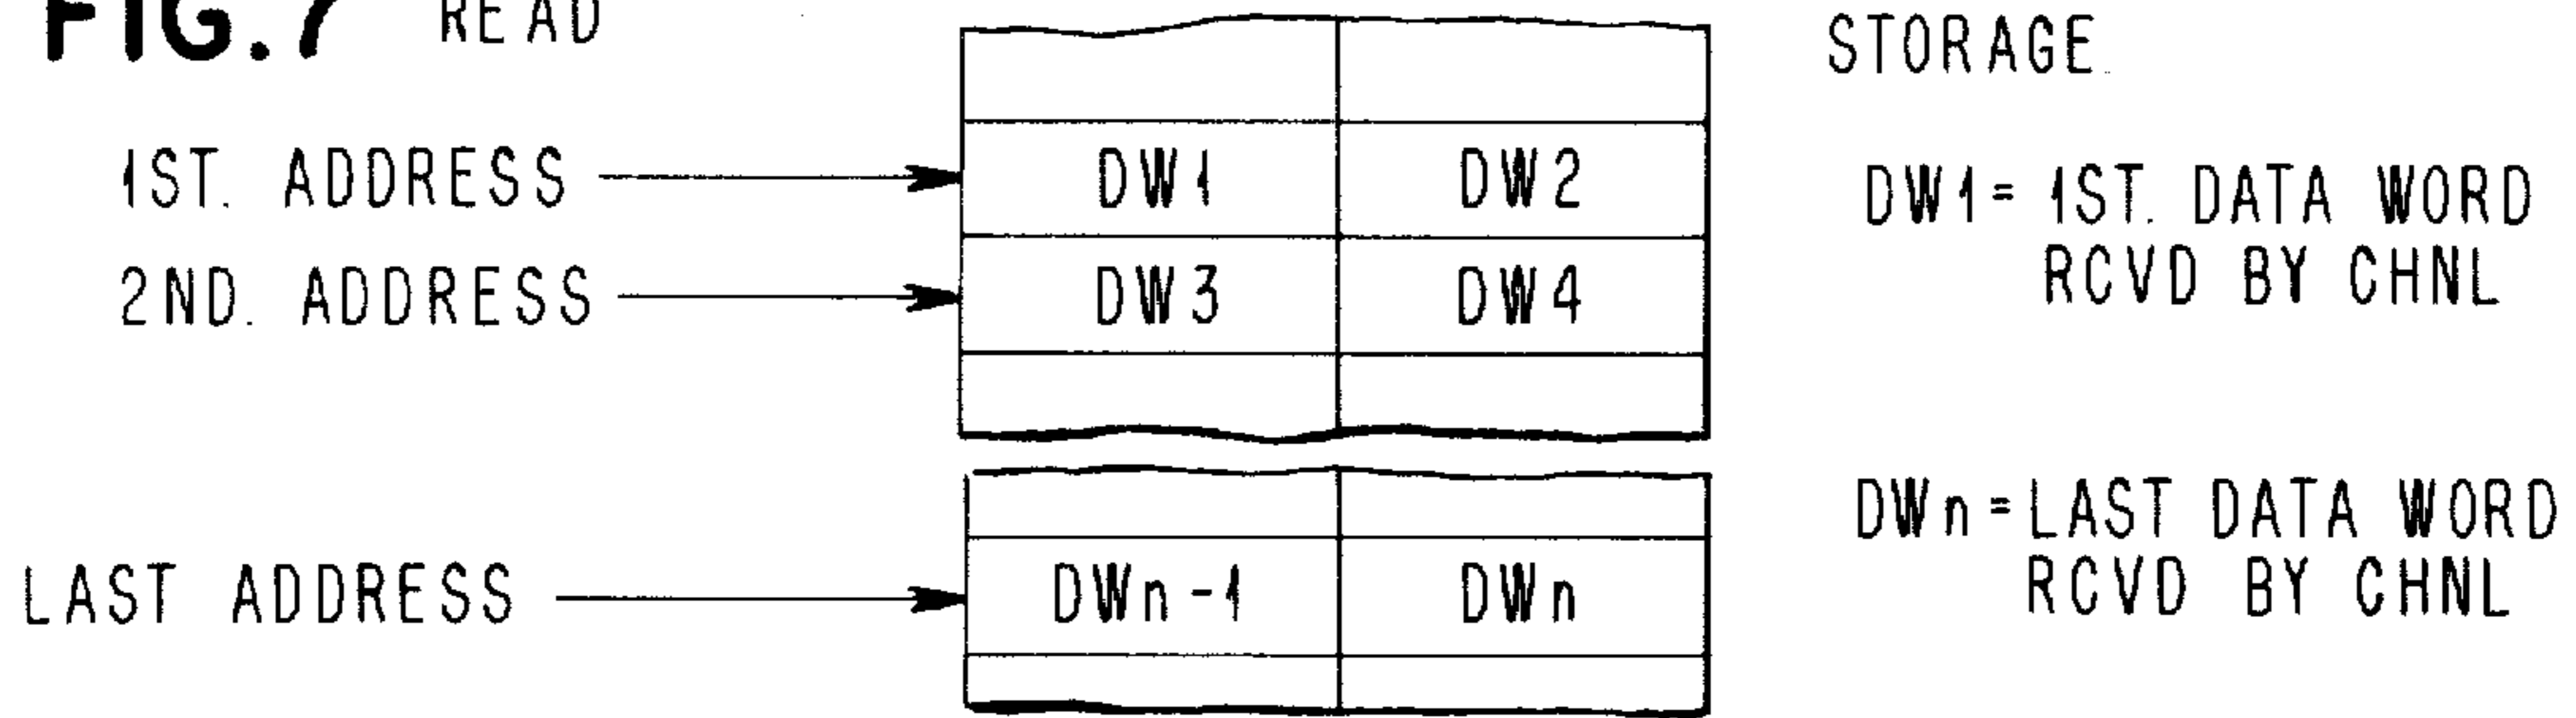 FIG.7 READ
STORAGE
1ST. ADDRESS DW1 DW2
DW1= 1ST. DATA WORD
RCVD BY CHNL
2ND. ADDRESS DW3 DW4
DWn=LAST DATA WORD
RCVD BY CHNL
LAST ADDRESS DWn-1 DWn